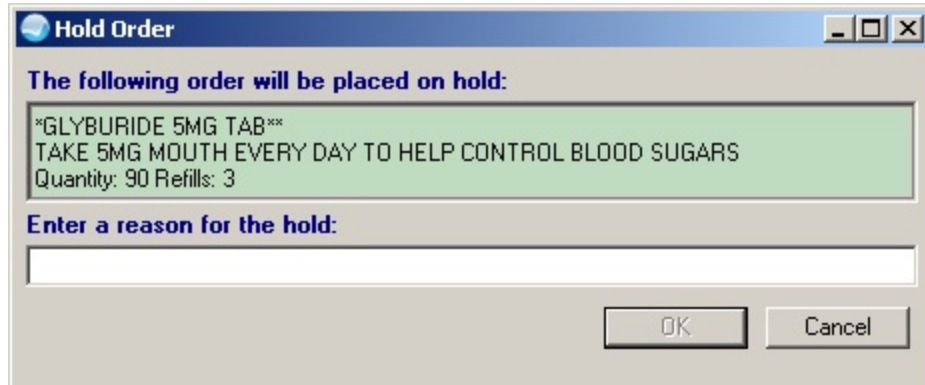 Hold Order
The following order will be placed on hold:
*GLYBURIDE 5MG TAB**
TAKE 5MG MOUTH EVERY DAY TO HELP CONTROL BLOOD SUGARS
Quantity: 90 Refills: 3
Enter a reason for the hold:
OK Cancel